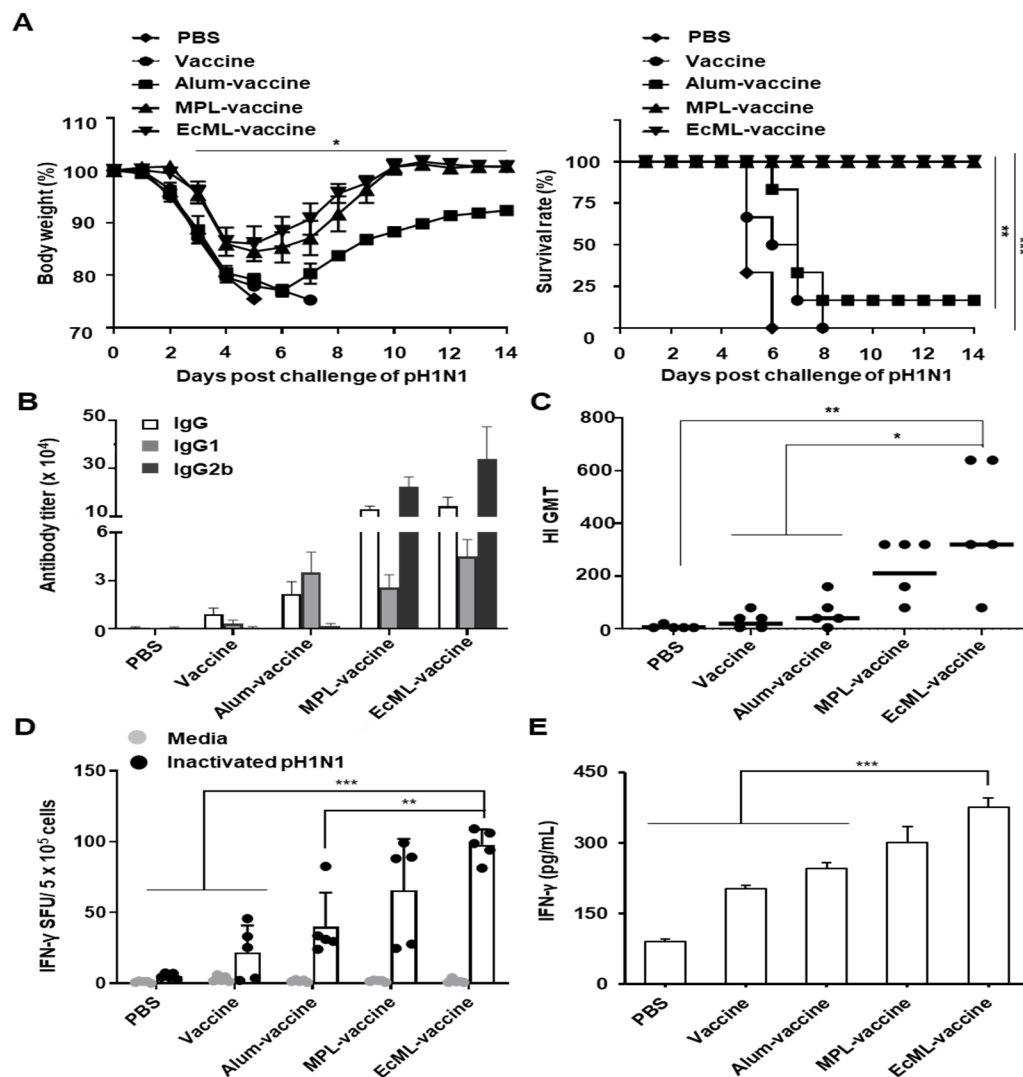 A
PBS
Vaccine
Alum-vaccine
MPL-vaccine
EcML-vaccine
110
100
90
80
70
Body weight (%)
*
0 2 4 6 8 10 12 14
Days post challenge of pH1N1
PBS
Vaccine
Alum-vaccine
MPL-vaccine
EcML-vaccine
100
75
50
25
0
Survival rate (%)
**
***
0 2 4 6 8 10 12 14
Days post challenge of pH1N1
B
IgG
IgG1
IgG2b
50
30
10
6
3
0
Antibody titer (x 10⁴)
PBS
Vaccine
Alum-vaccine
MPL-vaccine
EcML-vaccine
C
800
600
400
200
0
HI GMT
**
*
PBS
Vaccine
Alum-vaccine
MPL-vaccine
EcML-vaccine
D
Media
Inactivated pH1N1
150
100
50
0
IFN-γ SFU/ 5 x 10⁵ cells
***
**
PBS
Vaccine
Alum-vaccine
MPL-vaccine
EcML-vaccine
E
450
300
150
0
IFN-γ (pg/mL)
***
PBS
Vaccine
Alum-vaccine
MPL-vaccine
EcML-vaccine